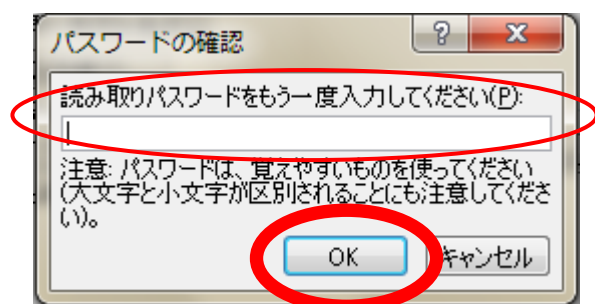 パスワードの確認
読み取りパスワードをもう一度入力してください(P):
注意: パスワードは、覚えやすいものを使ってください
(大文字と小文字が区別されることにも注意してくださ
い)。
OK キャンセル